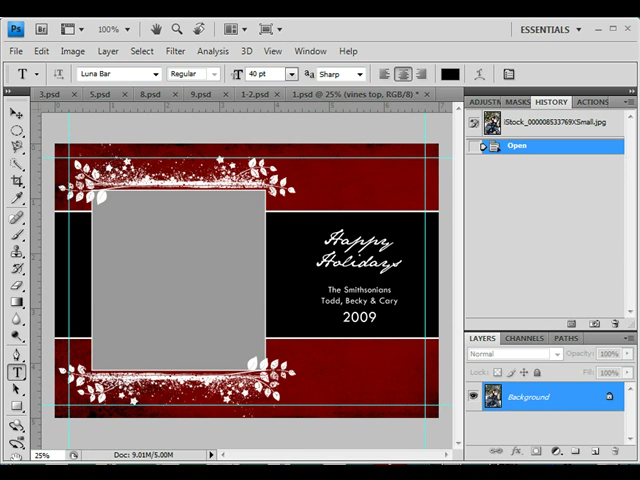 Ps Br 100% ESSENTIALS
File Edit Image Layer Select Filter Analysis 3D View Window Help
T Luna Bar Regular 40 pt Sharp
3.psd 5.psd 8.psd 9.psd 1-2.psd 1.psd @ 25% (vines top, RGB/8) *
ADJUSTM MASKS HISTORY ACTIONS
iStock_000008533769XSmall.jpg
Open
Happy
Holidays
The Smithsonians
Todd, Becky & Cary
2009
LAYERS CHANNELS PATHS
Normal Opacity: 100%
Lock: Fill: 100%
Background
25% Doc: 9.01M/5.00M